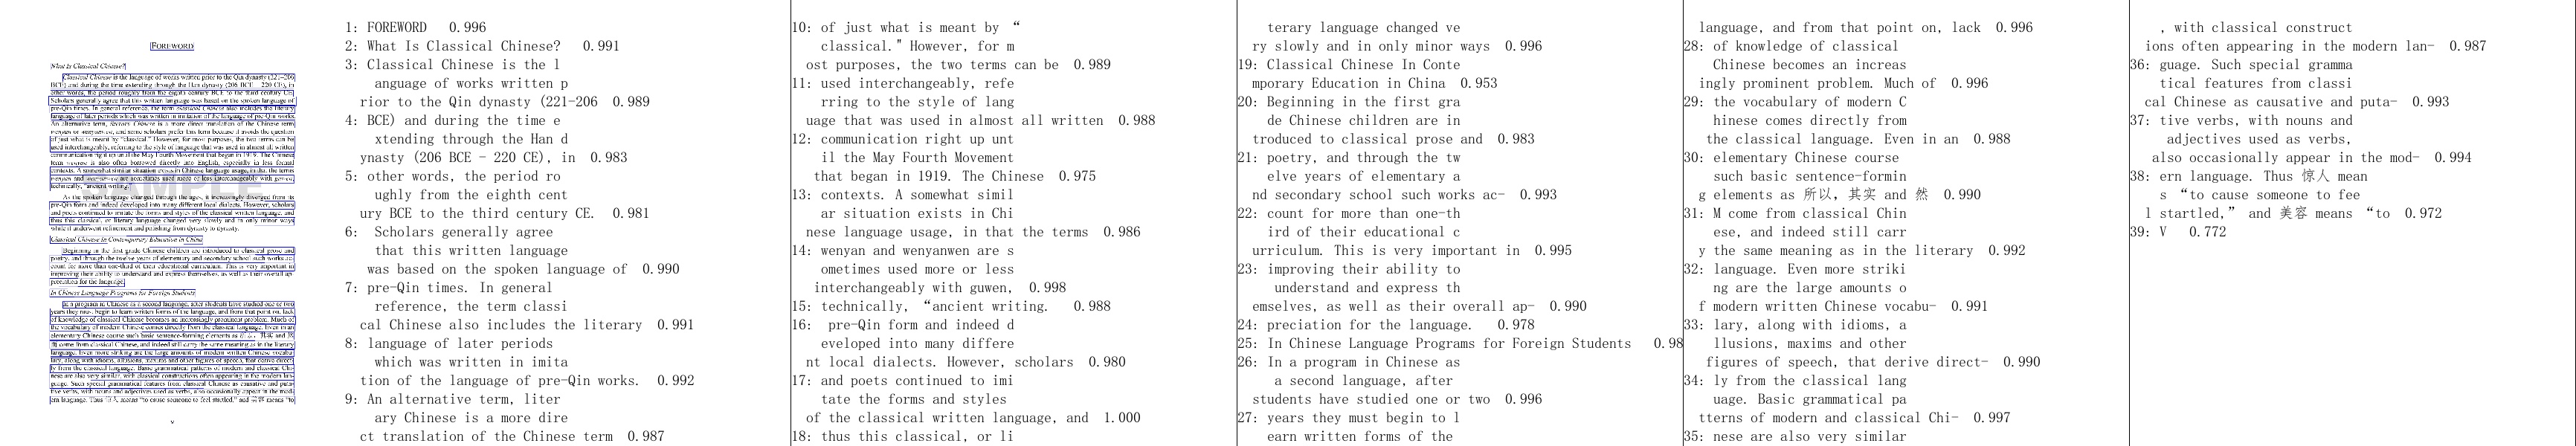 FOREWORD
What Is Classical Chinese?
Classical Chinese In Contemporary Education in China
In Chinese Language Programs for Foreign Students
V
1: FOREWORD 0.996
2: What Is Classical Chinese? 0.991
3: Classical Chinese is the l
anguage of works written p
rior to the Qin dynasty (221-206 0.989
4: BCE) and during the time e
xtending through the Han d
ynasty (206 BCE - 220 CE), in 0.983
5: other words, the period ro
ughly from the eighth cent
ury BCE to the third century CE. 0.981
6: Scholars generally agree
that this written language
was based on the spoken language of 0.990
7: pre-Qin times. In general
reference, the term classi
cal Chinese also includes the literary 0.991
8: language of later periods
which was written in imita
tion of the language of pre-Qin works. 0.992
9: An alternative term, liter
ary Chinese is a more dire
ct translation of the Chinese term 0.987
10: of just what is meant by “
classical." However, for m
ost purposes, the two terms can be 0.989
11: used interchangeably, refe
rring to the style of lang
uage that was used in almost all written 0.988
12: communication right up unt
il the May Fourth Movement
that began in 1919. The Chinese 0.975
13: contexts. A somewhat simil
ar situation exists in Chi
nese language usage, in that the terms 0.986
14: wenyan and wenyanwen are s
ometimes used more or less
interchangeably with guwen, 0.998
15: technically, “ancient writing. 0.988
16: pre-Qin form and indeed d
eveloped into many differe
nt local dialects. However, scholars 0.980
17: and poets continued to imi
tate the forms and styles
of the classical written language, and 1.000
18: thus this classical, or li
terary language changed ve
ry slowly and in only minor ways 0.996
19: Classical Chinese In Conte
mporary Education in China 0.953
20: Beginning in the first gra
de Chinese children are in
troduced to classical prose and 0.983
21: poetry, and through the tw
elve years of elementary a
nd secondary school such works ac- 0.993
22: count for more than one-th
ird of their educational c
urriculum. This is very important in 0.995
23: improving their ability to
understand and express th
emselves, as well as their overall ap- 0.990
24: preciation for the language. 0.978
25: In Chinese Language Programs for Foreign Students 0.98
26: In a program in Chinese as
a second language, after
students have studied one or two 0.996
27: years they must begin to l
earn written forms of the
language, and from that point on, lack 0.996
28: of knowledge of classical
Chinese becomes an increas
ingly prominent problem. Much of 0.996
29: the vocabulary of modern C
hinese comes directly from
the classical language. Even in an 0.988
30: elementary Chinese course
such basic sentence-formin
g elements as 所以, 其实 and 然 0.990
31: M come from classical Chin
ese, and indeed still carr
y the same meaning as in the literary 0.992
32: language. Even more striki
ng are the large amounts o
f modern written Chinese vocabu- 0.991
33: lary, along with idioms, a
llusions, maxims and other
figures of speech, that derive direct- 0.990
34: ly from the classical lang
uage. Basic grammatical pa
tterns of modern and classical Chi- 0.997
35: nese are also very similar
, with classical construct
ions often appearing in the modern lan- 0.987
36: guage. Such special gramma
tical features from classi
cal Chinese as causative and puta- 0.993
37: tive verbs, with nouns and
adjectives used as verbs,
also occasionally appear in the mod- 0.994
38: ern language. Thus 惊人 mean
s “to cause someone to fee
l startled,” and 美容 means “to 0.972
39: V 0.772